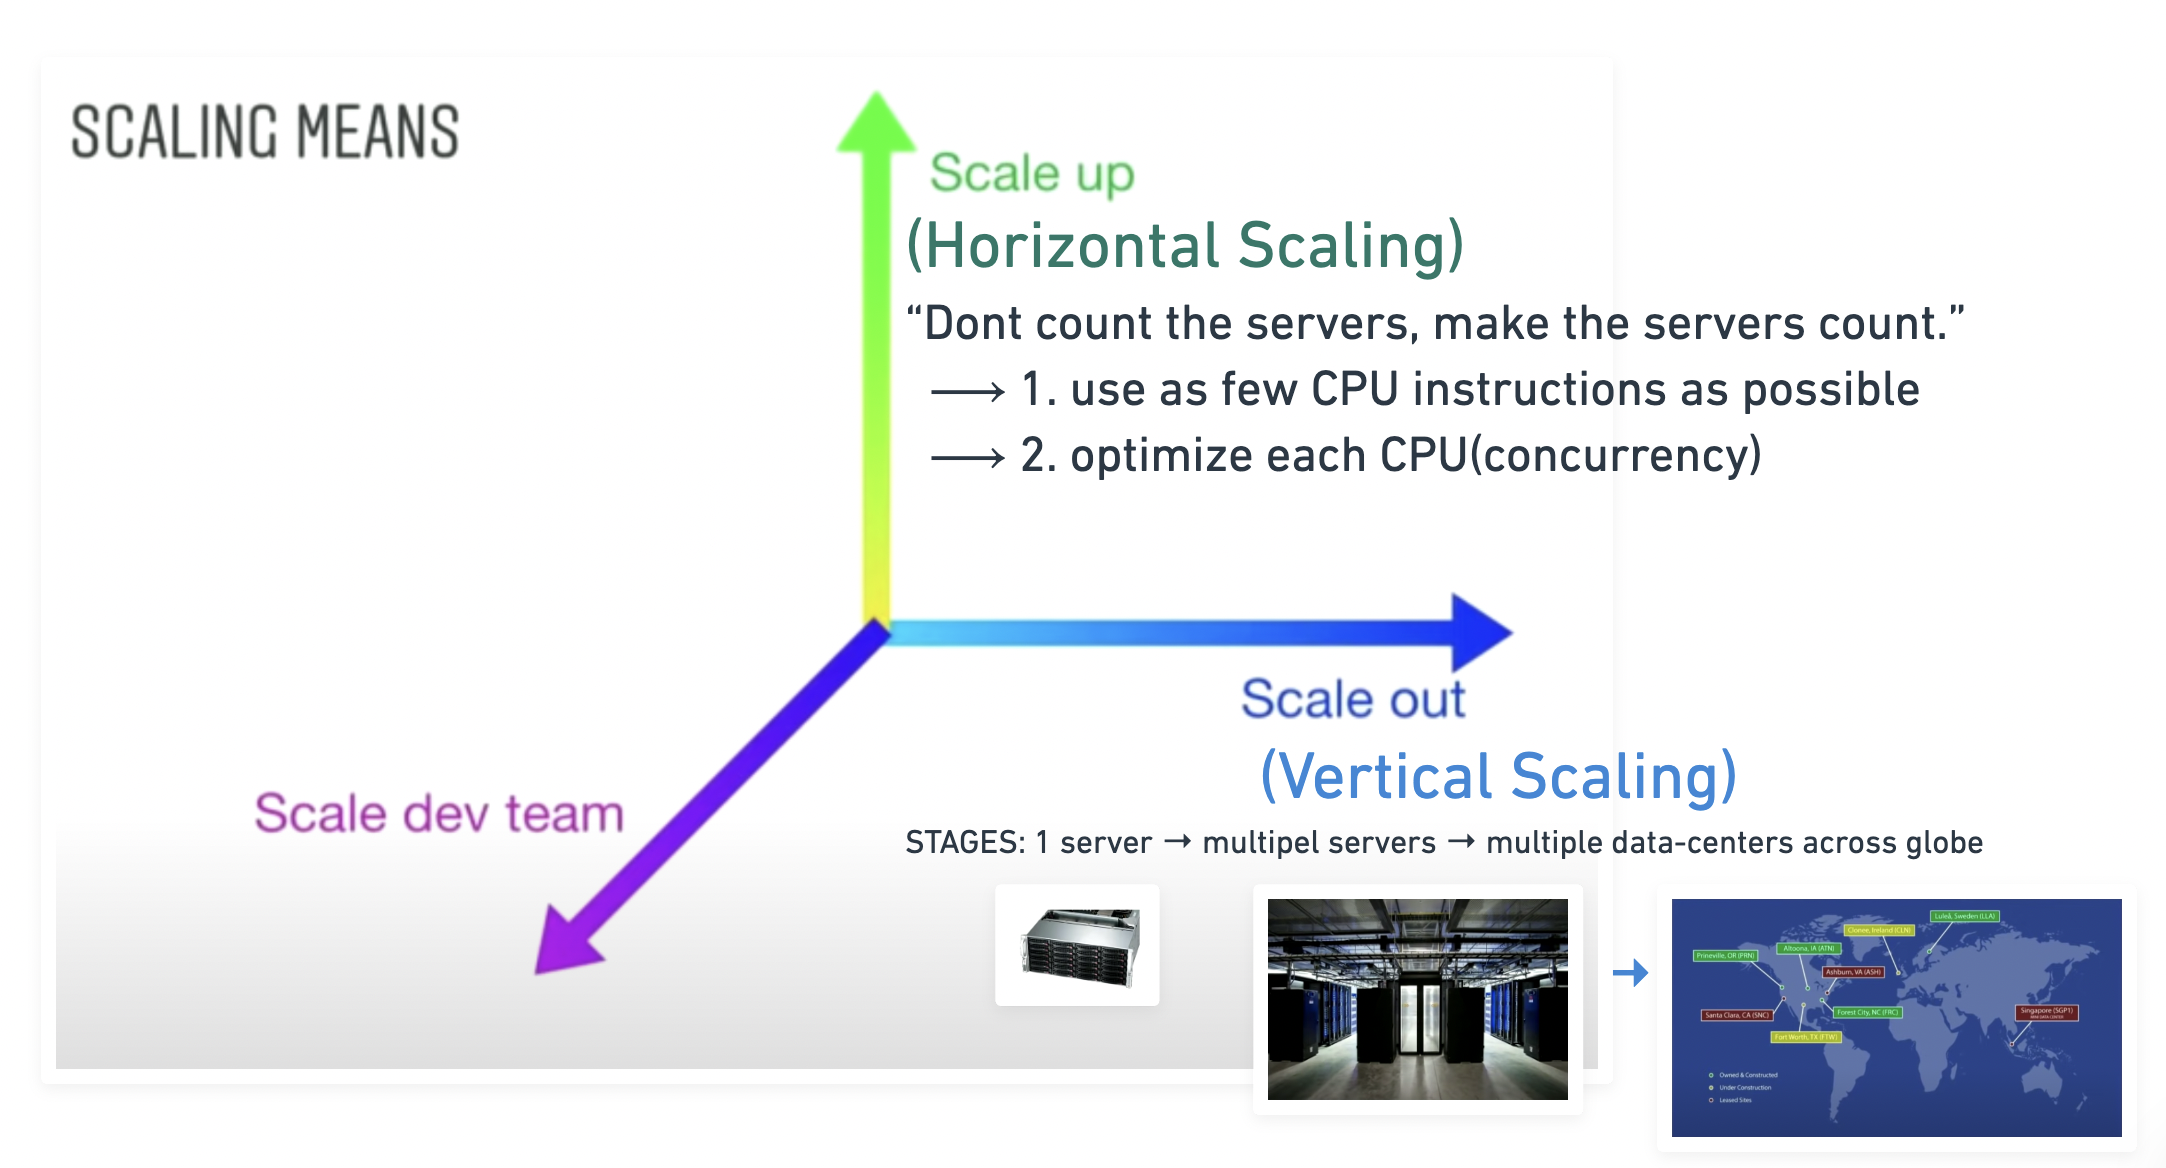 SCALING MEANS
Scale up
(Horizontal Scaling)
“Dont count the servers, make the servers count.”
⟶ 1. use as few CPU instructions as possible
⟶ 2. optimize each CPU(concurrency)
Scale out
(Vertical Scaling)
Scale dev team
STAGES: 1 server → multipel servers → multiple data-centers across globe
Luleå, Sweden (LLA)
Clonee, Ireland (CLN)
Altoona, IA (ATN)
Prineville, OR (PRN)
Ashburn, VA (ASH)
Santa Clara, CA (SNC)
Forest City, NC (FRC)
Singapore (SGP1)
Fort Worth, TX (FTW)
Owned & Constructed
Under Construction
Leased Sites